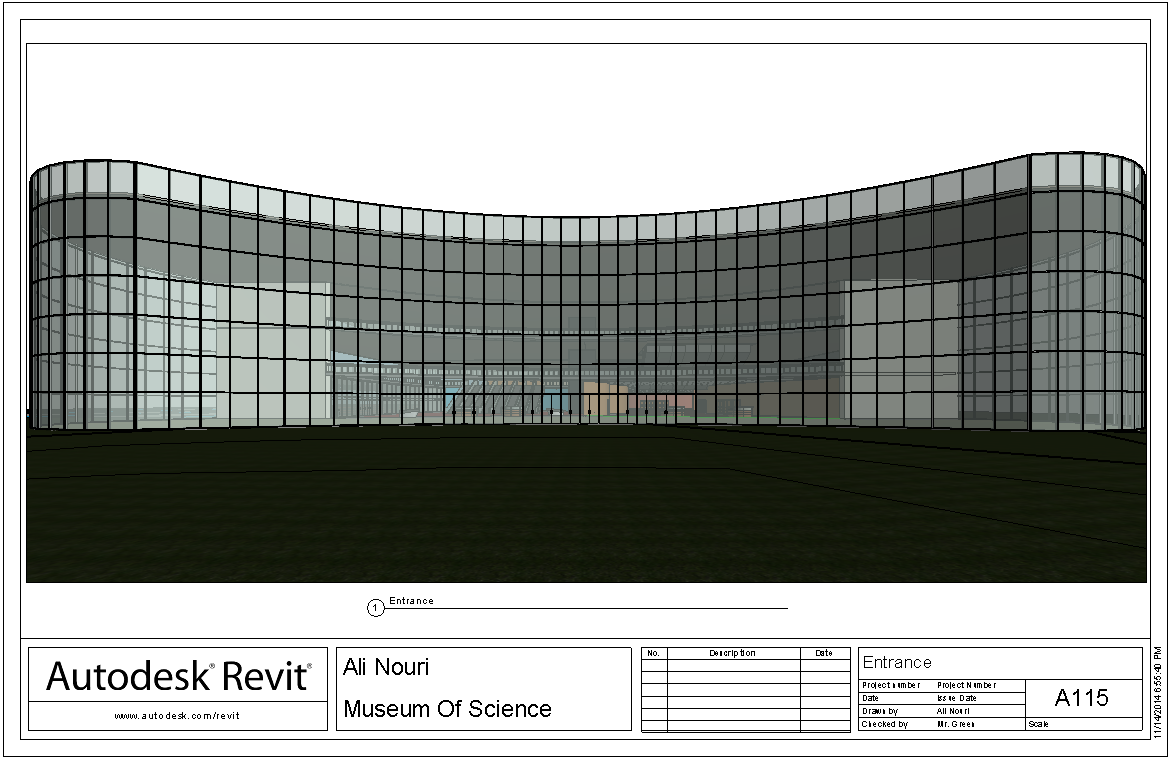 1 Entrance
Autodesk® Revit®
www.autodesk.com/revit
Ali Nouri
Museum Of Science
No. Description Date
Entrance
Project number Project Number
Date Issue Date
Drawn by Ali Nouri
Checked by Mr. Green
A115
Scale
11/14/2014 6:55:40 PM